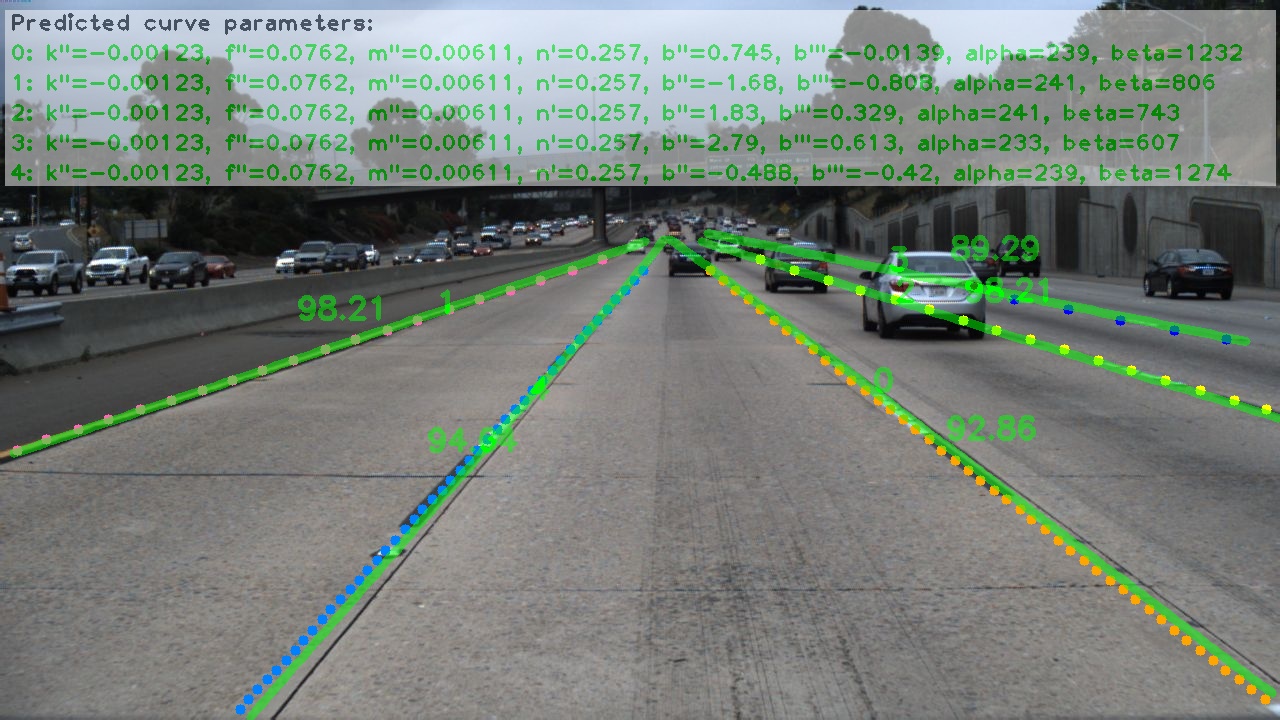 Predicted curve parameters:
0: k''=-0.00123, f''=0.0762, m''=0.00611, n'=0.257, b''=0.745, b'''=-0.0139, alpha=239, beta=1232
1: k''=-0.00123, f''=0.0762, m''=0.00611, n'=0.257, b''=-1.68, b'''=-0.808, alpha=241, beta=806
2: k''=-0.00123, f''=0.0762, m''=0.00611, n'=0.257, b''=1.83, b'''=0.329, alpha=241, beta=743
3: k''=-0.00123, f''=0.0762, m''=0.00611, n'=0.257, b''=2.79, b'''=0.613, alpha=233, beta=607
4: k''=-0.00123, f''=0.0762, m''=0.00611, n'=0.257, b''=-0.488, b'''=-0.42, alpha=239, beta=1274
3 89.29
98.21
98.21 1
0
92.86